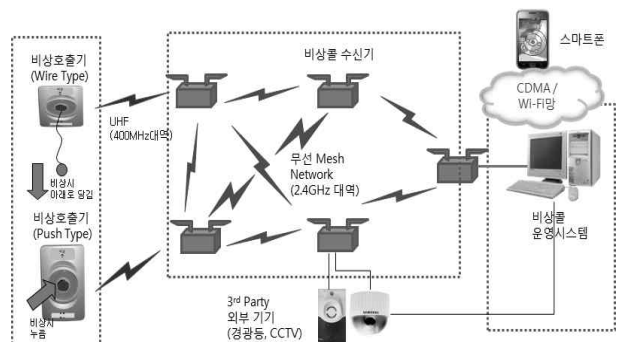 비상호출기
(Wire Type)
비상시
아래로 당김
비상호출기
(Push Type)
비상시
누름
UHF
(400MHz대역)
비상콜 수신기
무선 Mesh
Network
(2.4GHz 대역)
3rd Party
외부 기기
(경광등, CCTV)
스마트폰
CDMA /
Wi-Fi망
비상콜
운영시스템